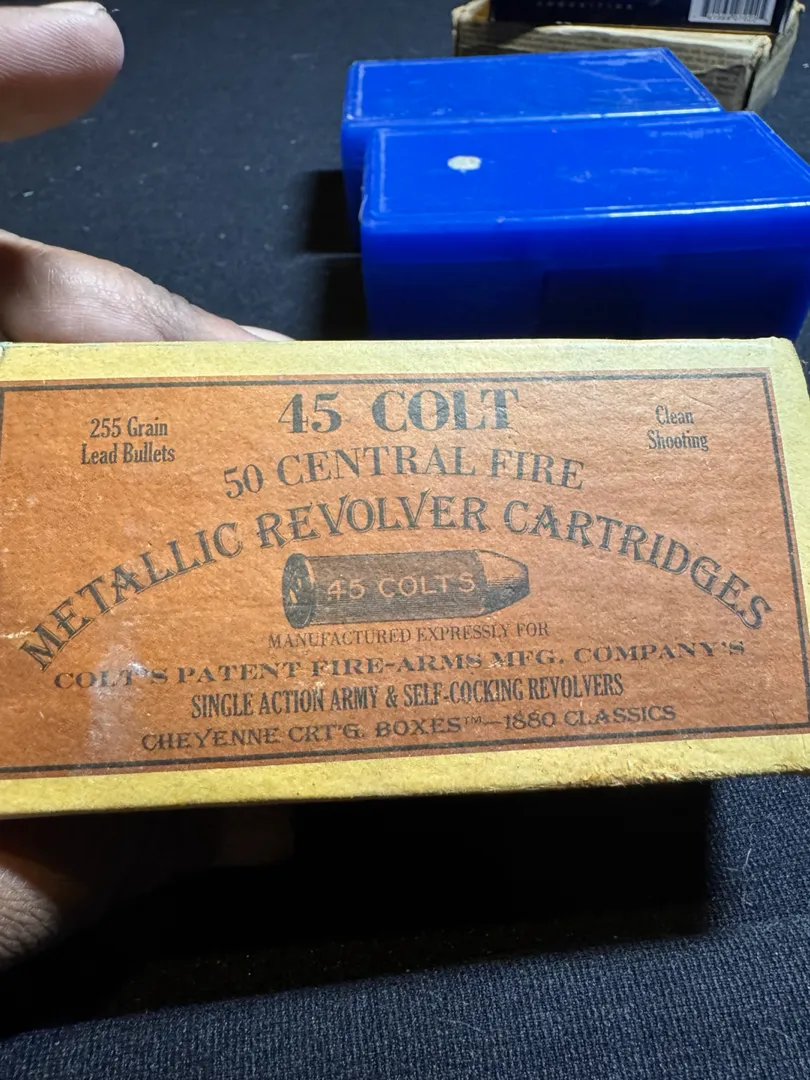 255 Grain
Lead Bullets
45 COLT
Clean
Shooting
50 CENTRAL FIRE
METALLIC REVOLVER CARTRIDGES
45 COLTS
MANUFACTURED EXPRESSLY FOR
COLT'S PATENT FIRE-ARMS MFG. COMPANY'S
SINGLE ACTION ARMY & SELF-COCKING REVOLVERS
CHEYENNE CRT'G. BOXES™—1880 CLASSICS